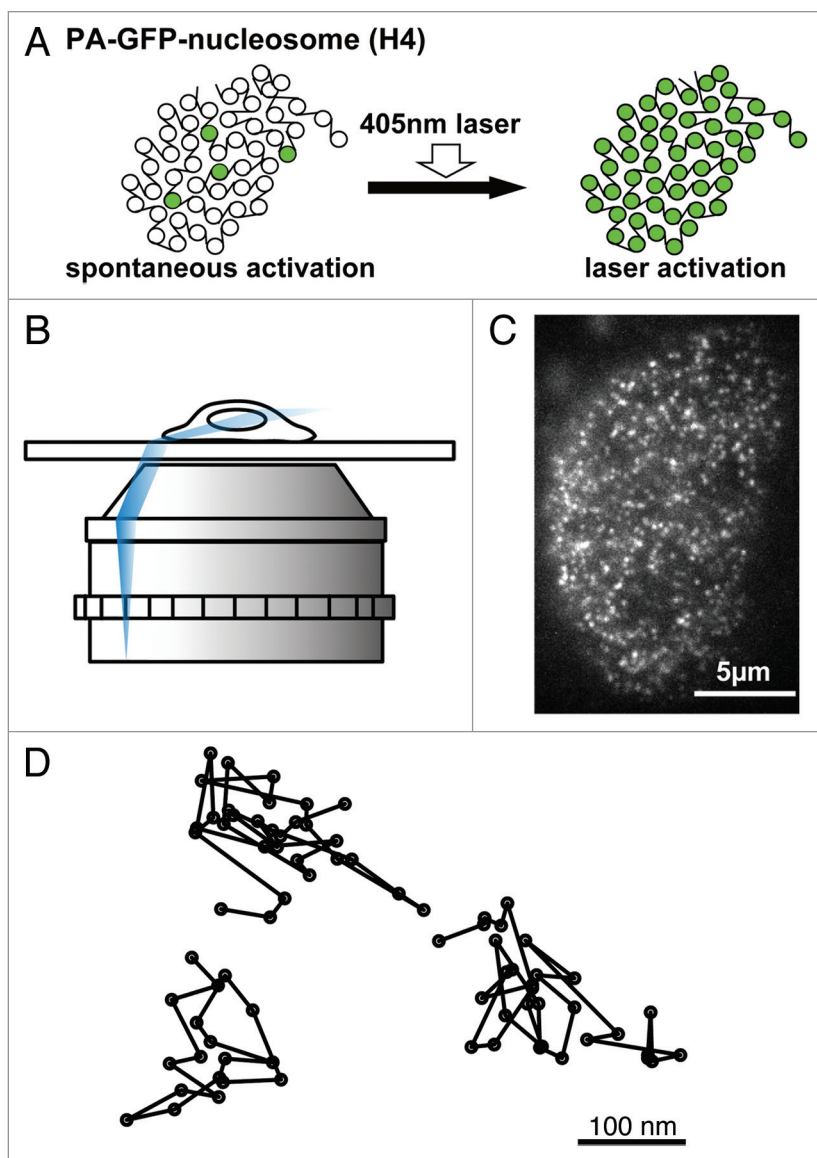 A PA-GFP-nucleosome (H4)
405nm laser
spontaneous activation
laser activation
B
C
5μm
D
100 nm